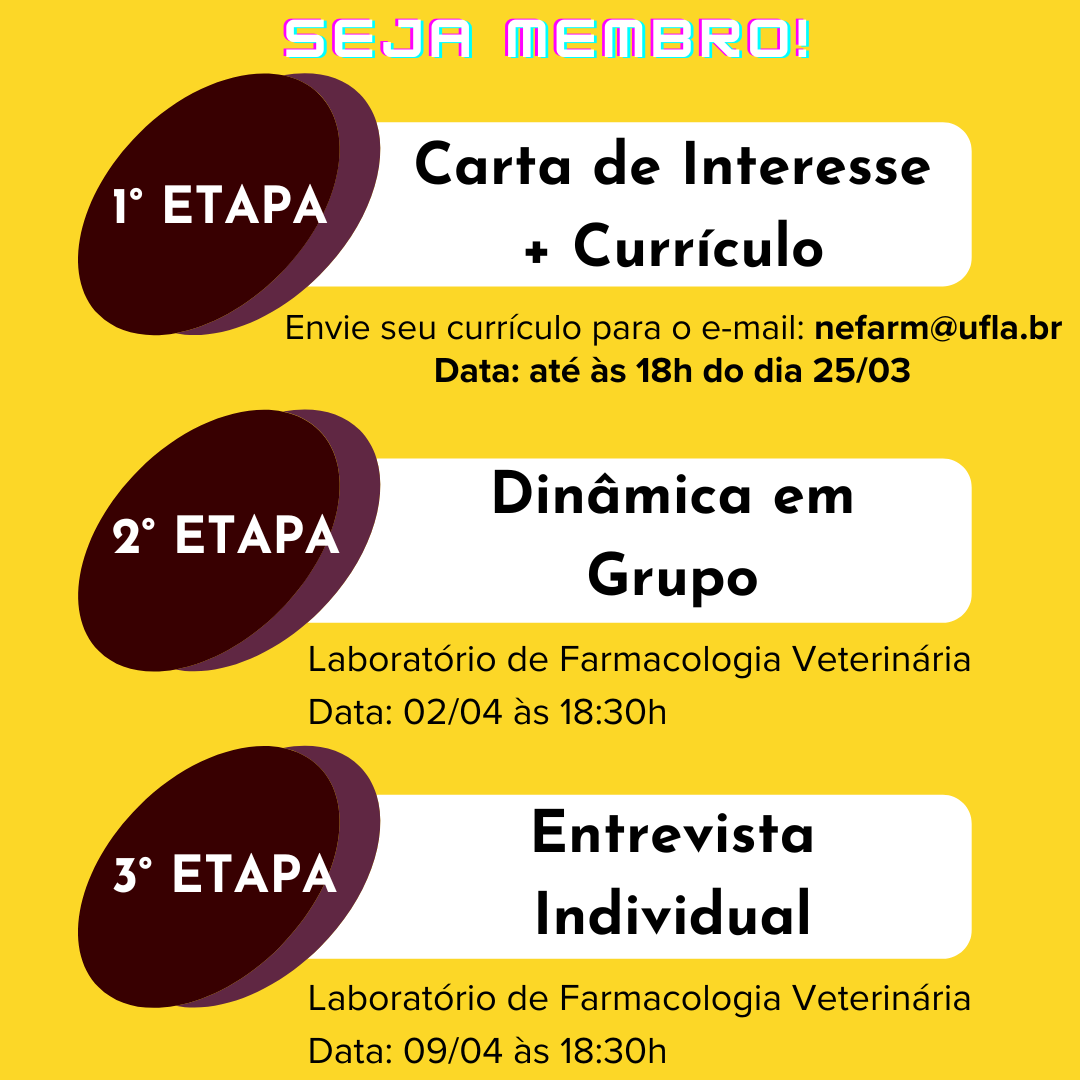 SEJA MEMBRO!
1° ETAPA
Carta de Interesse
+ Currículo
Envie seu currículo para o e-mail: nefarm@ufla.br
Data: até às 18h do dia 25/03
2° ETAPA
Dinâmica em
Grupo
Laboratório de Farmacologia Veterinária
Data: 02/04 às 18:30h
3° ETAPA
Entrevista
Individual
Laboratório de Farmacologia Veterinária
Data: 09/04 às 18:30h